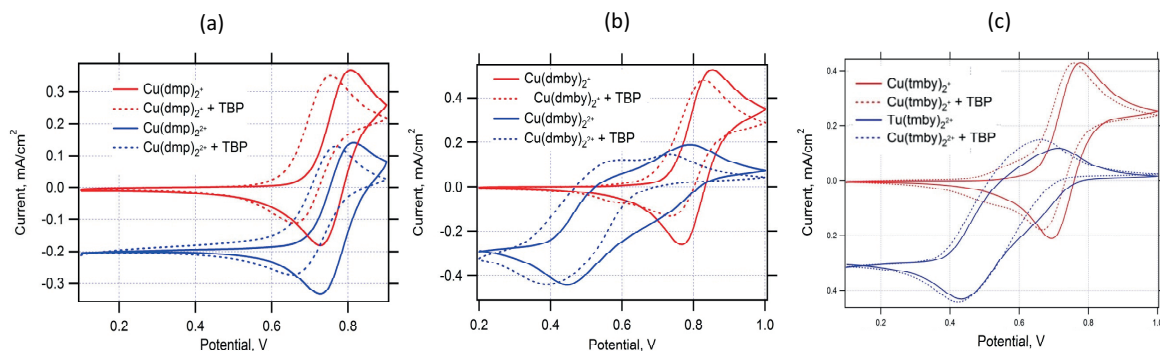 (a)
0.3
0.2
0.1
0.0
-0.1
-0.2
-0.3
Current, mA/cm²
Cu(dmp)₂⁺
Cu(dmp)₂⁺ + TBP
Cu(dmp)₂²⁺
Cu(dmp)₂²⁺ + TBP
0.2 0.4 0.6 0.8
Potential, V
(b)
0.4
0.2
0.0
-0.2
-0.4
Current, mA/cm²
Cu(dmby)₂⁻
Cu(dmby)₂⁺ + TBP
Cu(dmby)₂²⁺
Cu(dmby)₂²⁺ + TBP
0.2 0.4 0.6 0.8 1.0
Potential, V
(c)
0.4
0.2
0.0
0.2
0.4
Current, mA/cm²
Cu(tmby)₂⁺
Cu(tmby)₂⁺ + TBP
Tu(tmby)₂²⁺
Cu(tmby)₂²⁺ + TBP
0.2 0.4 0.6 0.8 1.0
Potential, V